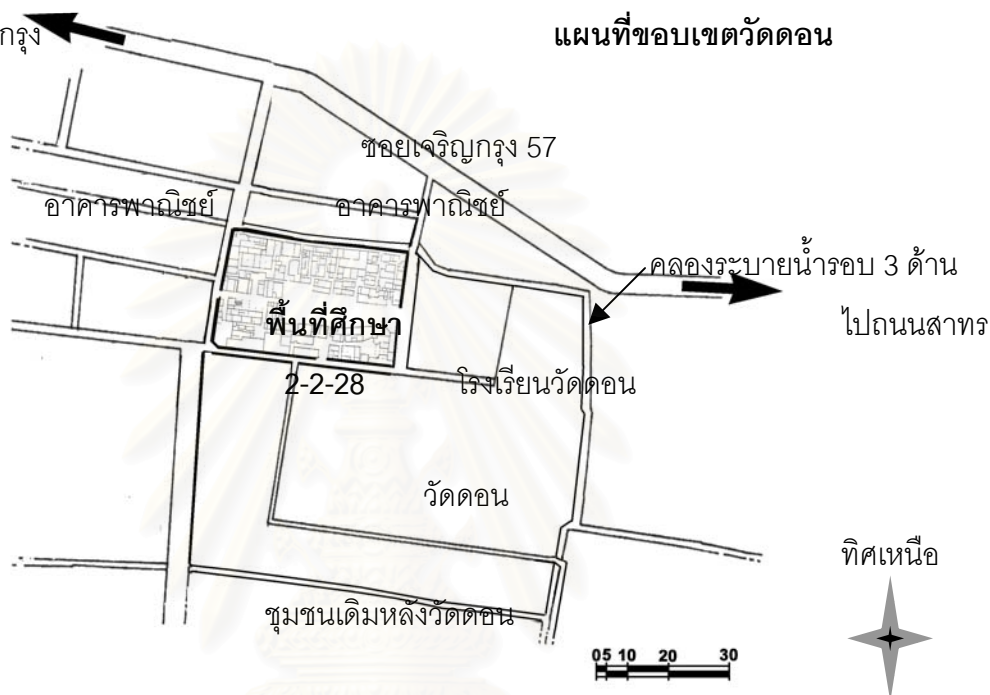 กรุง
แผนที่ขอบเขตวัดดอน
ซอยเจริญกรุง 57
อาคารพาณิชย์
อาคารพาณิชย์
คลองระบายน้ำรอบ 3 ด้าน
พื้นที่ศึกษา
ไปถนนสาทร
2-2-28
โรงเรียนวัดดอน
วัดดอน
ทิศเหนือ
ชุมชนเดิมหลังวัดดอน
05 10 20 30